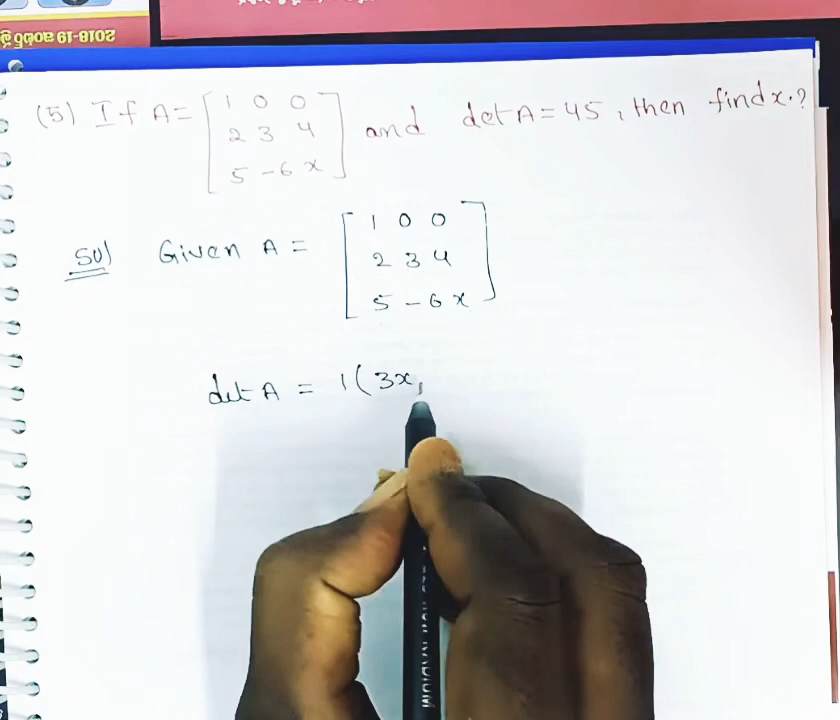 (5) If A = [1 0 0 and det A = 45, then find x.?
2 3 4
5 -6 x]
Sol) Given A = [1 0 0
2 3 4
5 -6 x]
det A = 1(3x